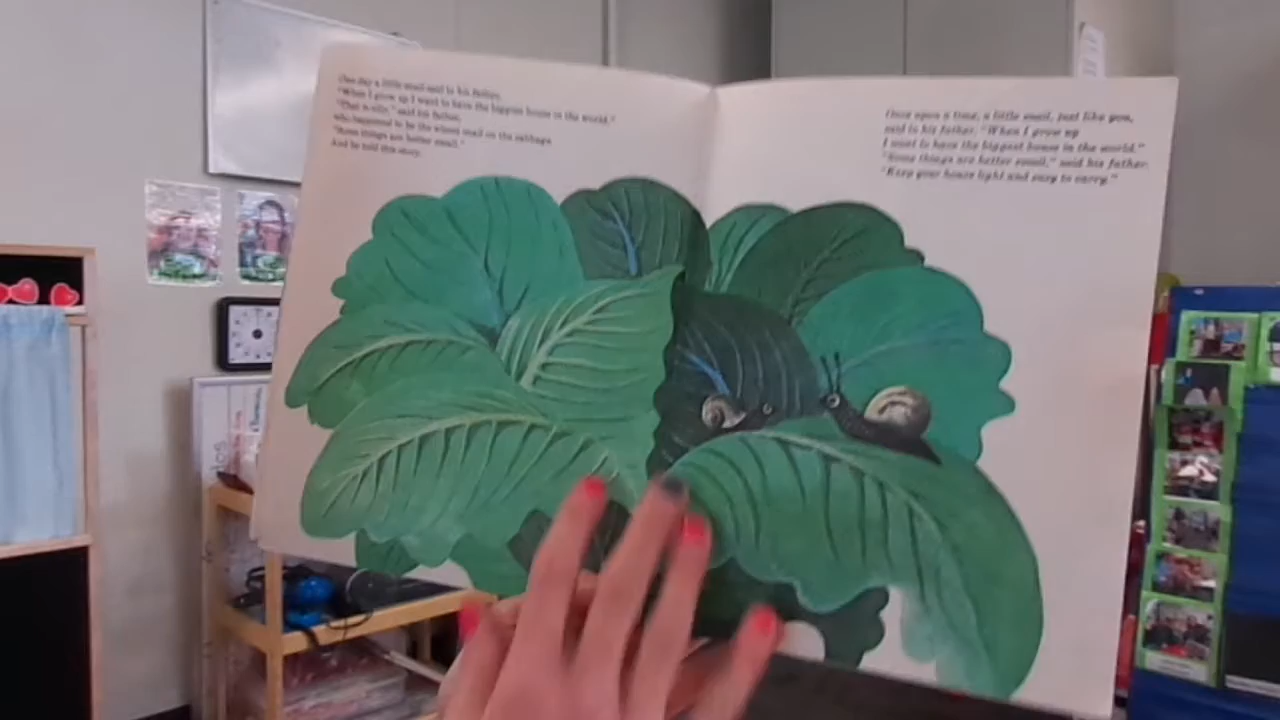 One day a little snail said to his father,
"When I grow up I want to have the biggest house in the world."
"That is silly," said his father,
who happened to be the wisest snail on the cabbage.
"Some things are better small."
And he told this story.
Once upon a time, a little snail, just like you,
said to his father, "When I grow up
I want to have the biggest house in the world."
"Some things are better small," said his father.
"Keep your house light and easy to carry."